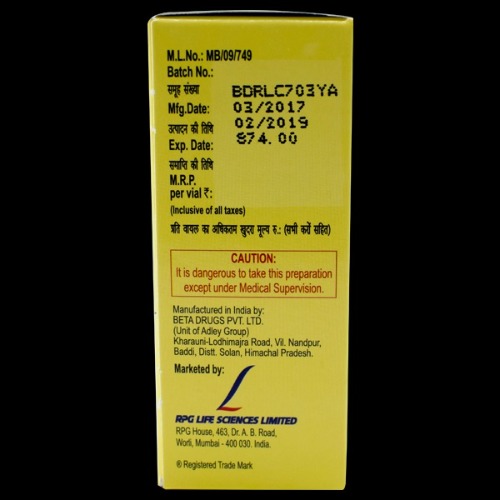 M.L.No.: MB/09/749
Batch No.:
समूह संख्या BDRLC703YA
Mfg.Date: 03/2017
उत्पादन की तिथि 02/2019
Exp. Date: 874.00
समाप्ति की तिथि
M.R.P.
per vial ₹:
(Inclusive of all taxes)
प्रति वायल का अधिकतम खुदरा मूल्य रु.: (सभी करों सहित)
CAUTION:
It is dangerous to take this preparation
except under Medical Supervision.
Manufactured in India by:
BETA DRUGS PVT. LTD.
(Unit of Adley Group)
Kharauni-Lodhimajra Road, Vil. Nandpur,
Baddi, Distt. Solan, Himachal Pradesh.
Marketed by:
RPG LIFE SCIENCES LIMITED
RPG House, 463, Dr. A. B. Road,
Worli, Mumbai - 400 030. India.
® Registered Trade Mark